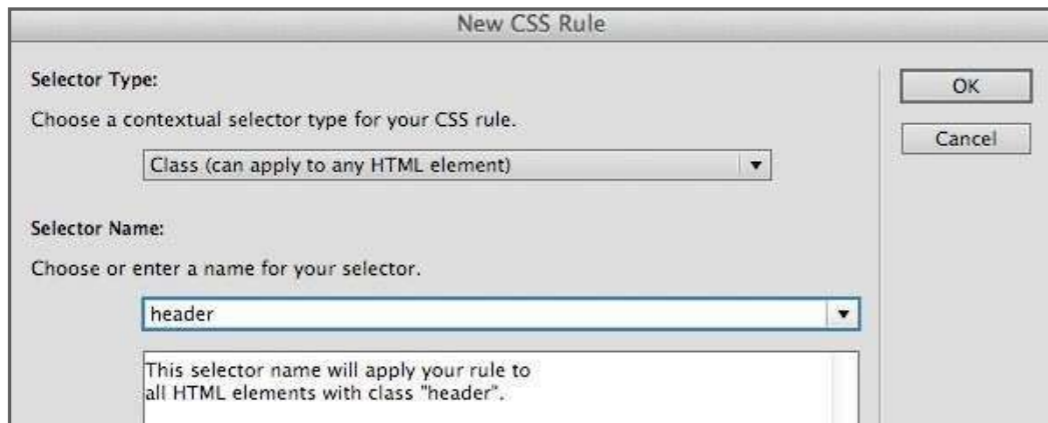 New CSS Rule
Selector Type:
Choose a contextual selector type for your CSS rule.
Class (can apply to any HTML element)
OK
Cancel
Selector Name:
Choose or enter a name for your selector.
header
This selector name will apply your rule to
all HTML elements with class "header".